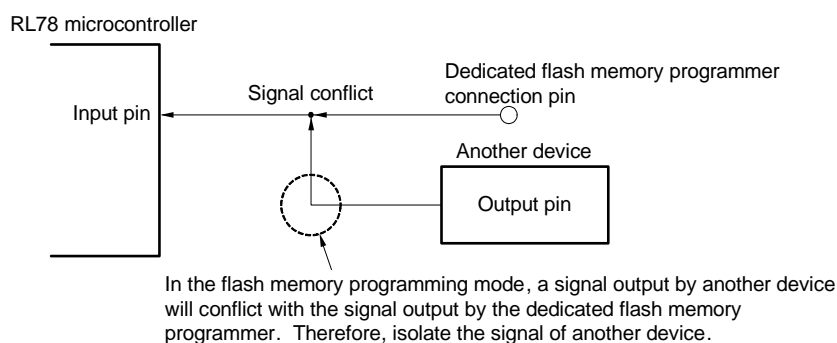 RL78 microcontroller
Dedicated flash memory programmer
connection pin
Signal conflict
Input pin
Another device
Output pin
In the flash memory programming mode, a signal output by another device
will conflict with the signal output by the dedicated flash memory
programmer. Therefore, isolate the signal of another device.